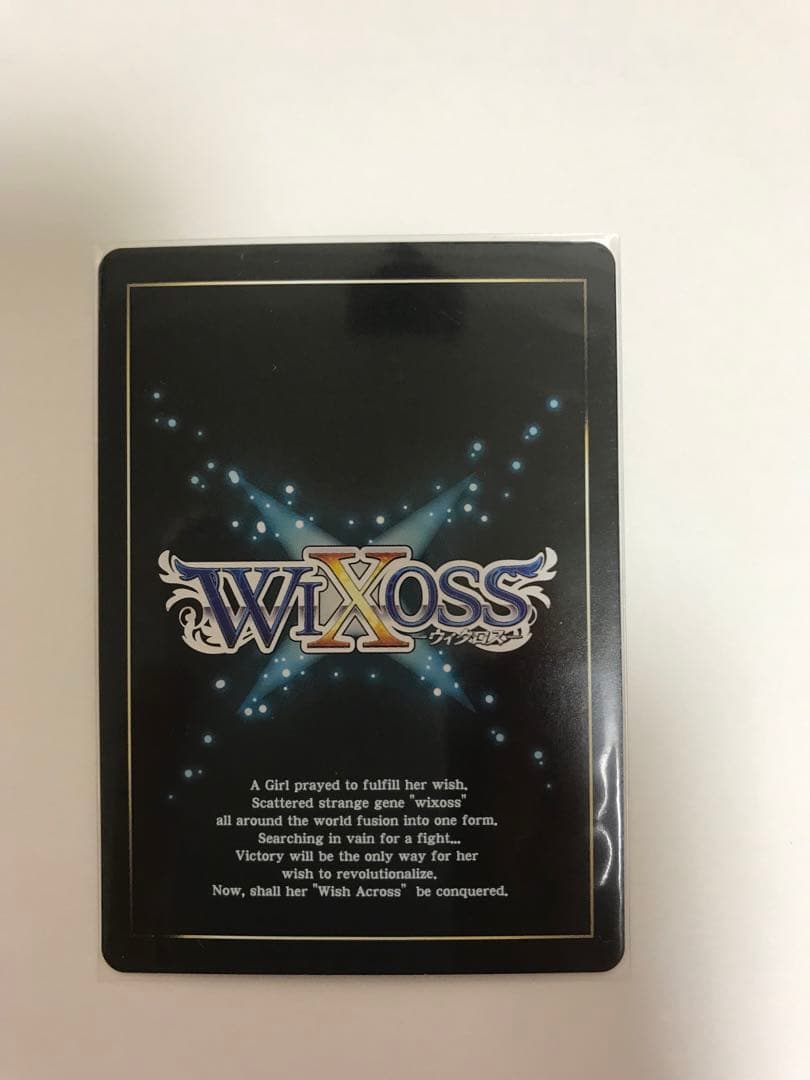 WIXOSS
ウィクロス
A Girl prayed to fulfill her wish.
Scattered strange gene "wixoss"
all around the world fusion into one form.
Searching in vain for a fight...
Victory will be the only way for her
wish to revolutionalize.
Now, shall her "Wish Across" be conquered.